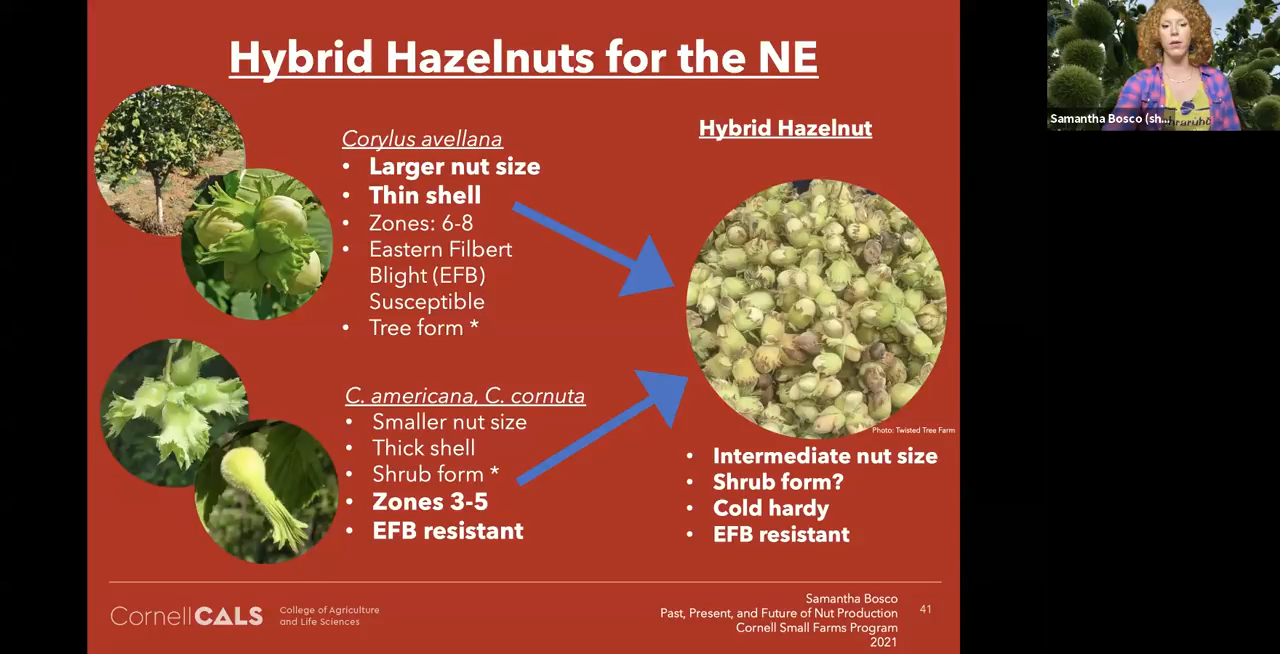 Hybrid Hazelnuts for the NE
Corylus avellana
• Larger nut size
• Thin shell
• Zones: 6-8
• Eastern Filbert
Blight (EFB)
Susceptible
• Tree form *
C. americana, C. cornuta
• Smaller nut size
• Thick shell
• Shrub form *
• Zones 3-5
• EFB resistant
Hybrid Hazelnut
Photo: Twisted Tree Farm
• Intermediate nut size
• Shrub form?
• Cold hardy
• EFB resistant
CornellCALS
College of Agriculture
and Life Sciences
Samantha Bosco
Past, Present, and Future of Nut Production
Cornell Small Farms Program
2021
41
Samantha Bosco (sh...